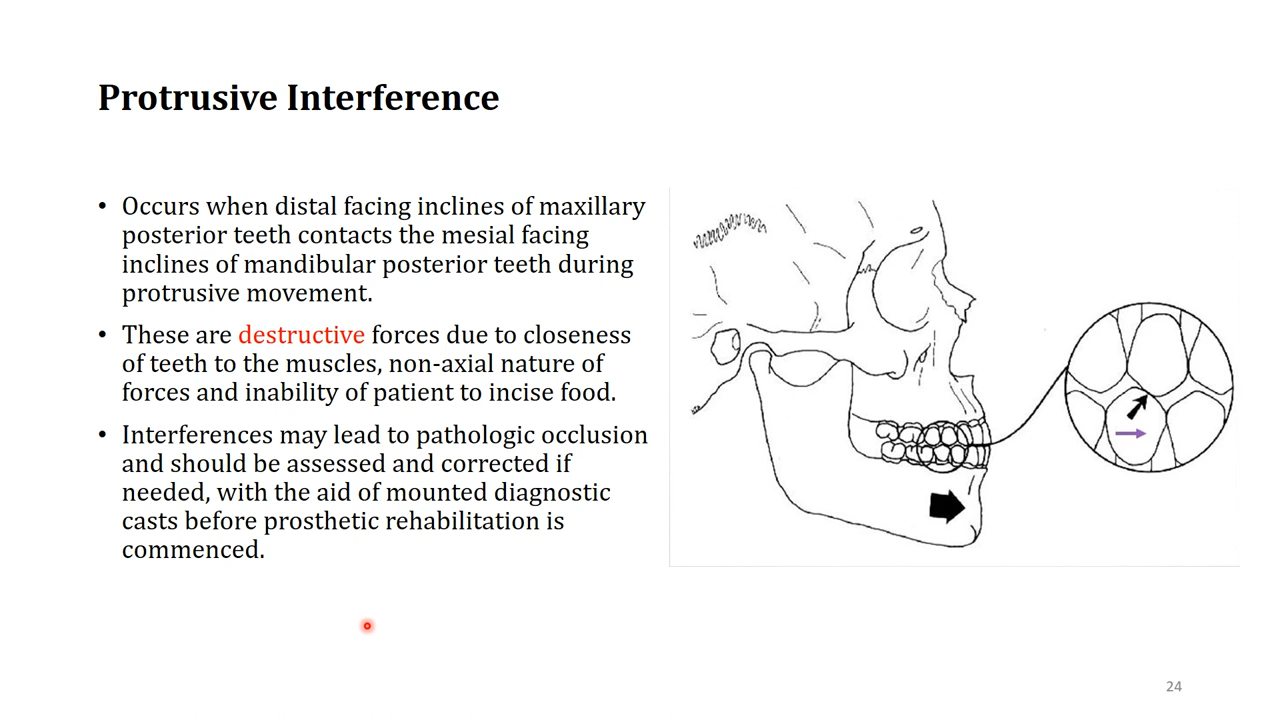 Protrusive Interference
• Occurs when distal facing inclines of maxillary
posterior teeth contacts the mesial facing
inclines of mandibular posterior teeth during
protrusive movement.
• These are destructive forces due to closeness
of teeth to the muscles, non-axial nature of
forces and inability of patient to incise food.
• Interferences may lead to pathologic occlusion
and should be assessed and corrected if
needed, with the aid of mounted diagnostic
casts before prosthetic rehabilitation is
commenced.
24